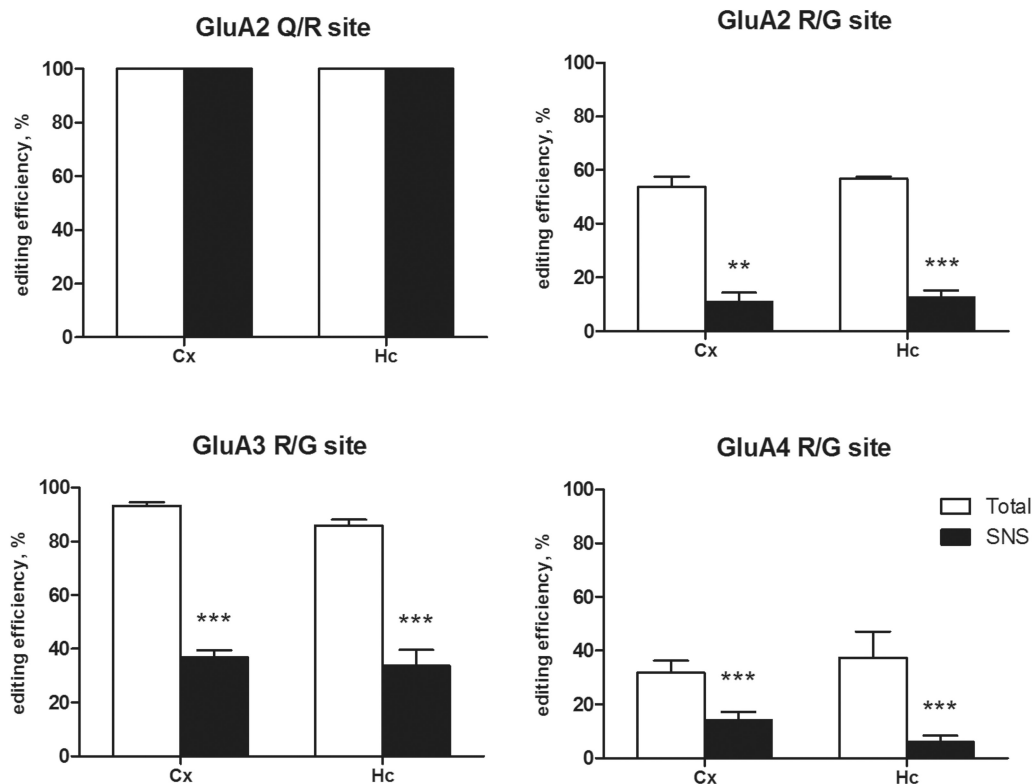 GluA2 Q/R site
editing efficiency, %
100
80
60
40
20
0
Cx
Hc
GluA2 R/G site
editing efficiency, %
100
80
60
40
20
0
**
***
Cx
Hc
GluA3 R/G site
editing efficiency, %
100
80
60
40
20
0
***
***
Cx
Hc
GluA4 R/G site
editing efficiency, %
100
80
60
40
20
0
***
***
Cx
Hc
Total
SNS